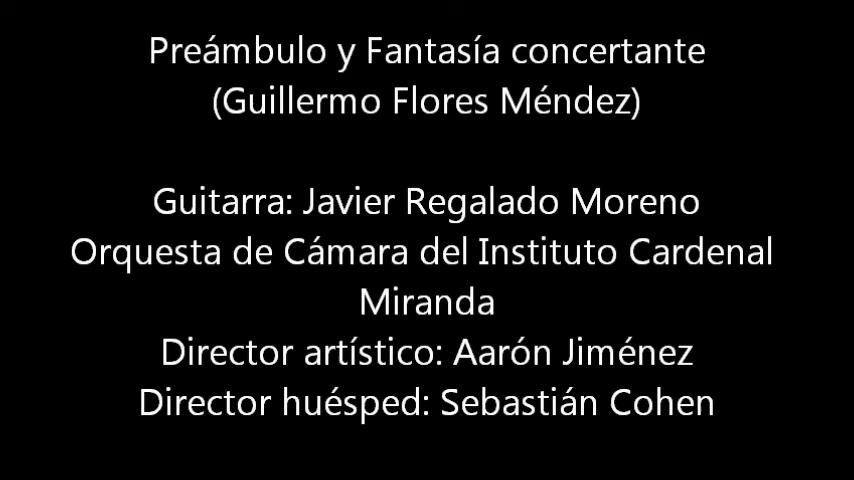 Preámbulo y Fantasía concertante
(Guillermo Flores Méndez)
Guitarra: Javier Regalado Moreno
Orquesta de Cámara del Instituto Cardenal
Miranda
Director artístico: Aarón Jiménez
Director huésped: Sebastián Cohen